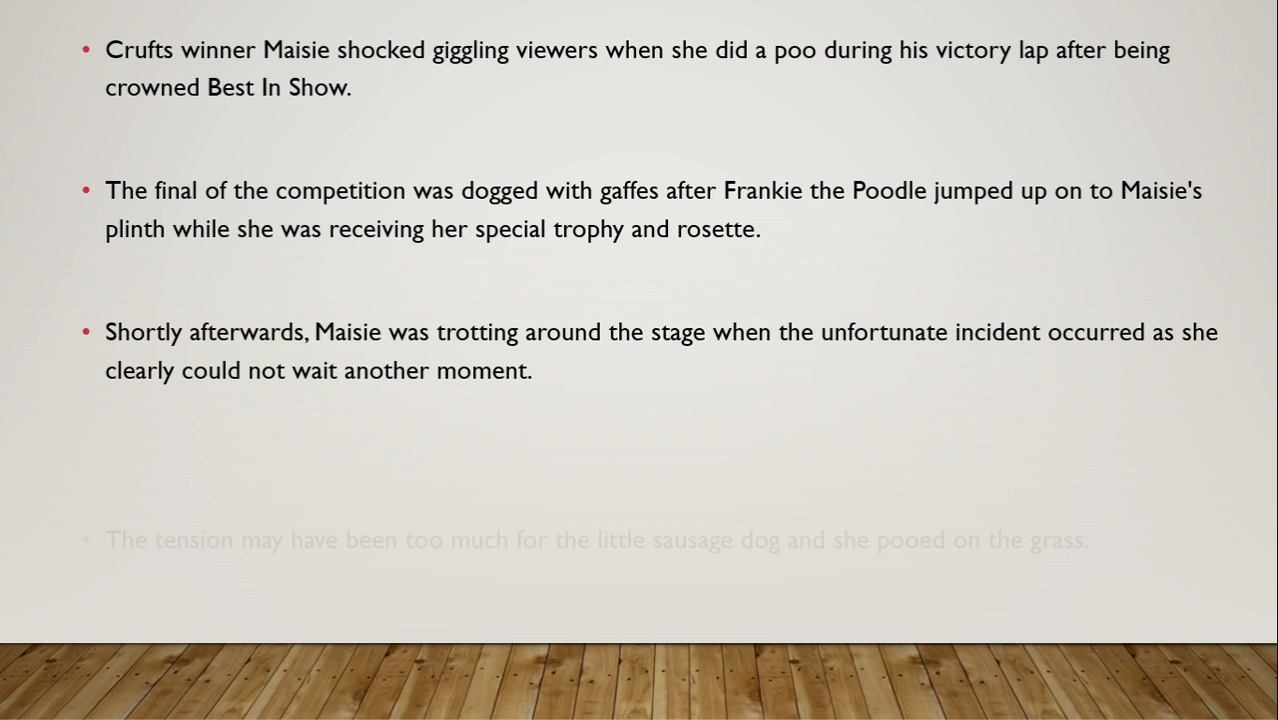 • Crufts winner Maisie shocked giggling viewers when she did a poo during his victory lap after being
crowned Best In Show.
• The final of the competition was dogged with gaffes after Frankie the Poodle jumped up on to Maisie's
plinth while she was receiving her special trophy and rosette.
• Shortly afterwards, Maisie was trotting around the stage when the unfortunate incident occurred as she
clearly could not wait another moment.
• The tension may have been too much for the little sausage dog and she pooed on the grass.